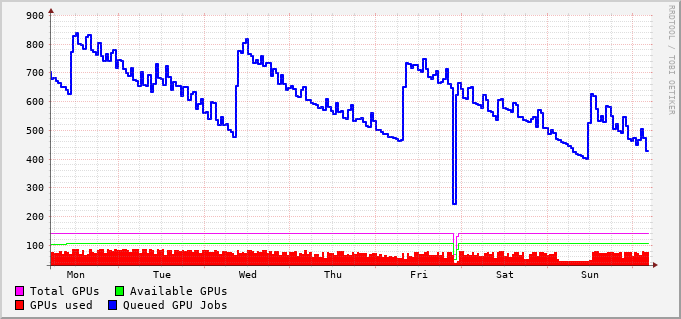 900
800
700
600
500
400
300
200
100
Mon Tue Wed Thu Fri Sat Sun
Total GPUs Available GPUs
GPUs used Queued GPU Jobs
RRDTOOL / TOBI OETIKER